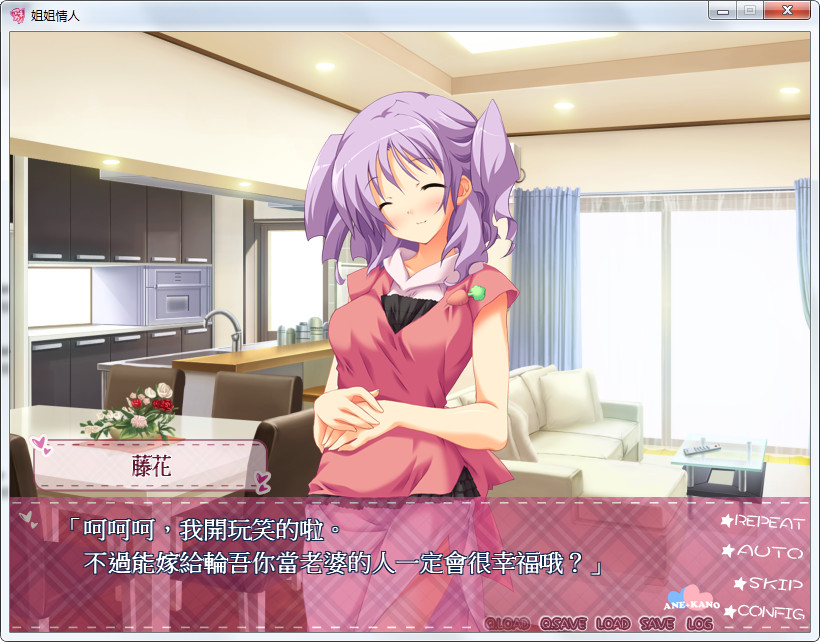 姐姐情人
藤花
「呵呵呵，我開玩笑的啦。
不過能嫁給輪吾你當老婆的人一定會很幸福哦？」
★REPEAT
★AUTO
★SKIP
★CONFIG
ANE★KANO
QLOAD QSAVE LOAD SAVE LOG